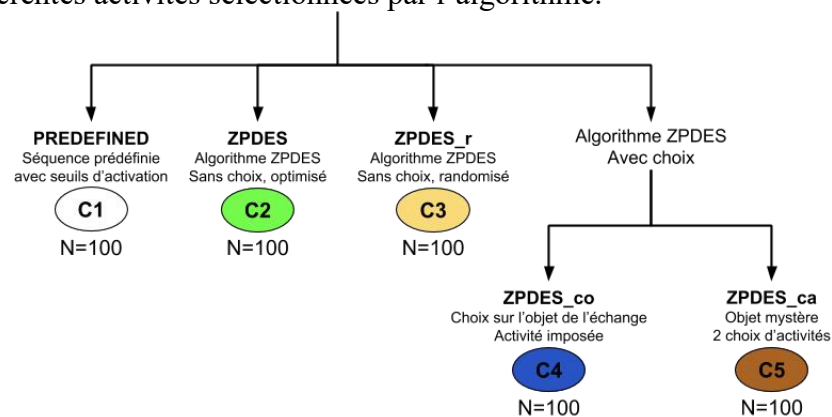 activités sélectionnées par l'algorithme.
PREDEFINED
Séquence prédéfinie
avec seuils d'activation
C1
N=100
ZPDES
Algorithme ZPDES
Sans choix, optimisé
C2
N=100
ZPDES_r
Algorithme ZPDES
Sans choix, randomisé
C3
N=100
Algorithme ZPDES
Avec choix
ZPDES_co
Choix sur l'objet de l'échange
Activité imposée
C4
N=100
ZPDES_ca
Objet mystère
2 choix d'activités
C5
N=100